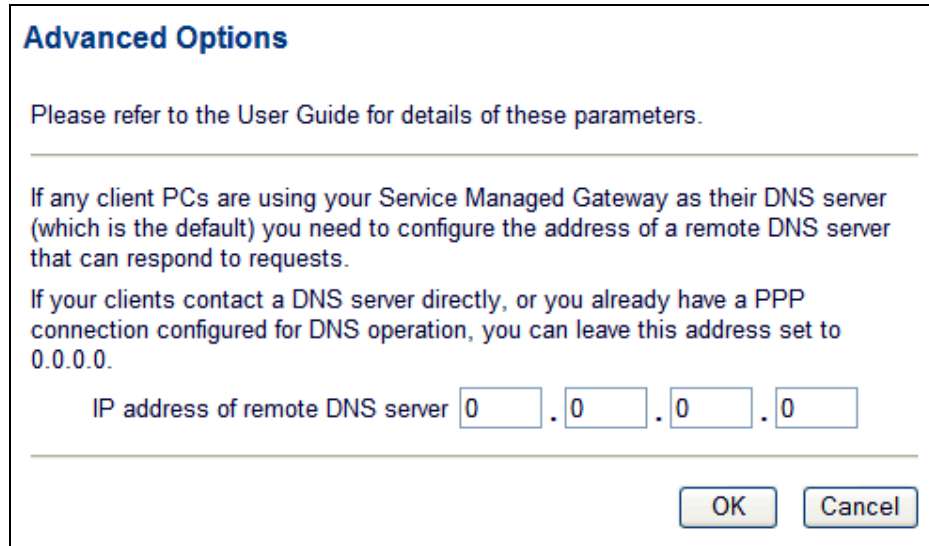 Advanced Options
Please refer to the User Guide for details of these parameters.
If any client PCs are using your Service Managed Gateway as their DNS server
(which is the default) you need to configure the address of a remote DNS server
that can respond to requests.
If your clients contact a DNS server directly, or you already have a PPP
connection configured for DNS operation, you can leave this address set to
0.0.0.0.
IP address of remote DNS server 0 . 0 . 0 . 0
OK Cancel